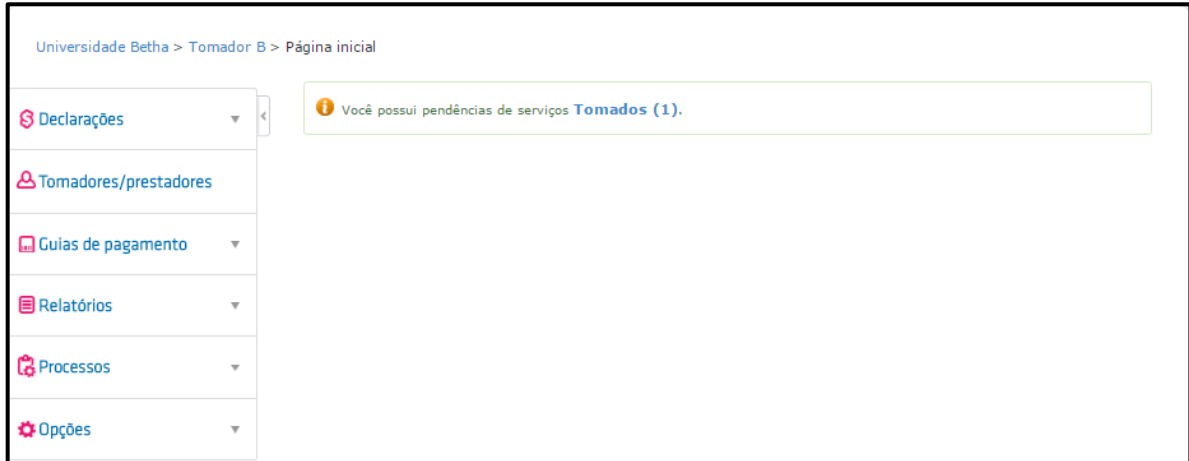 Universidade Betha > Tomador B > Página inicial
Você possui pendências de serviços Tomados (1).
Declarações
Tomadores/prestadores
Guias de pagamento
Relatórios
Processos
Opções